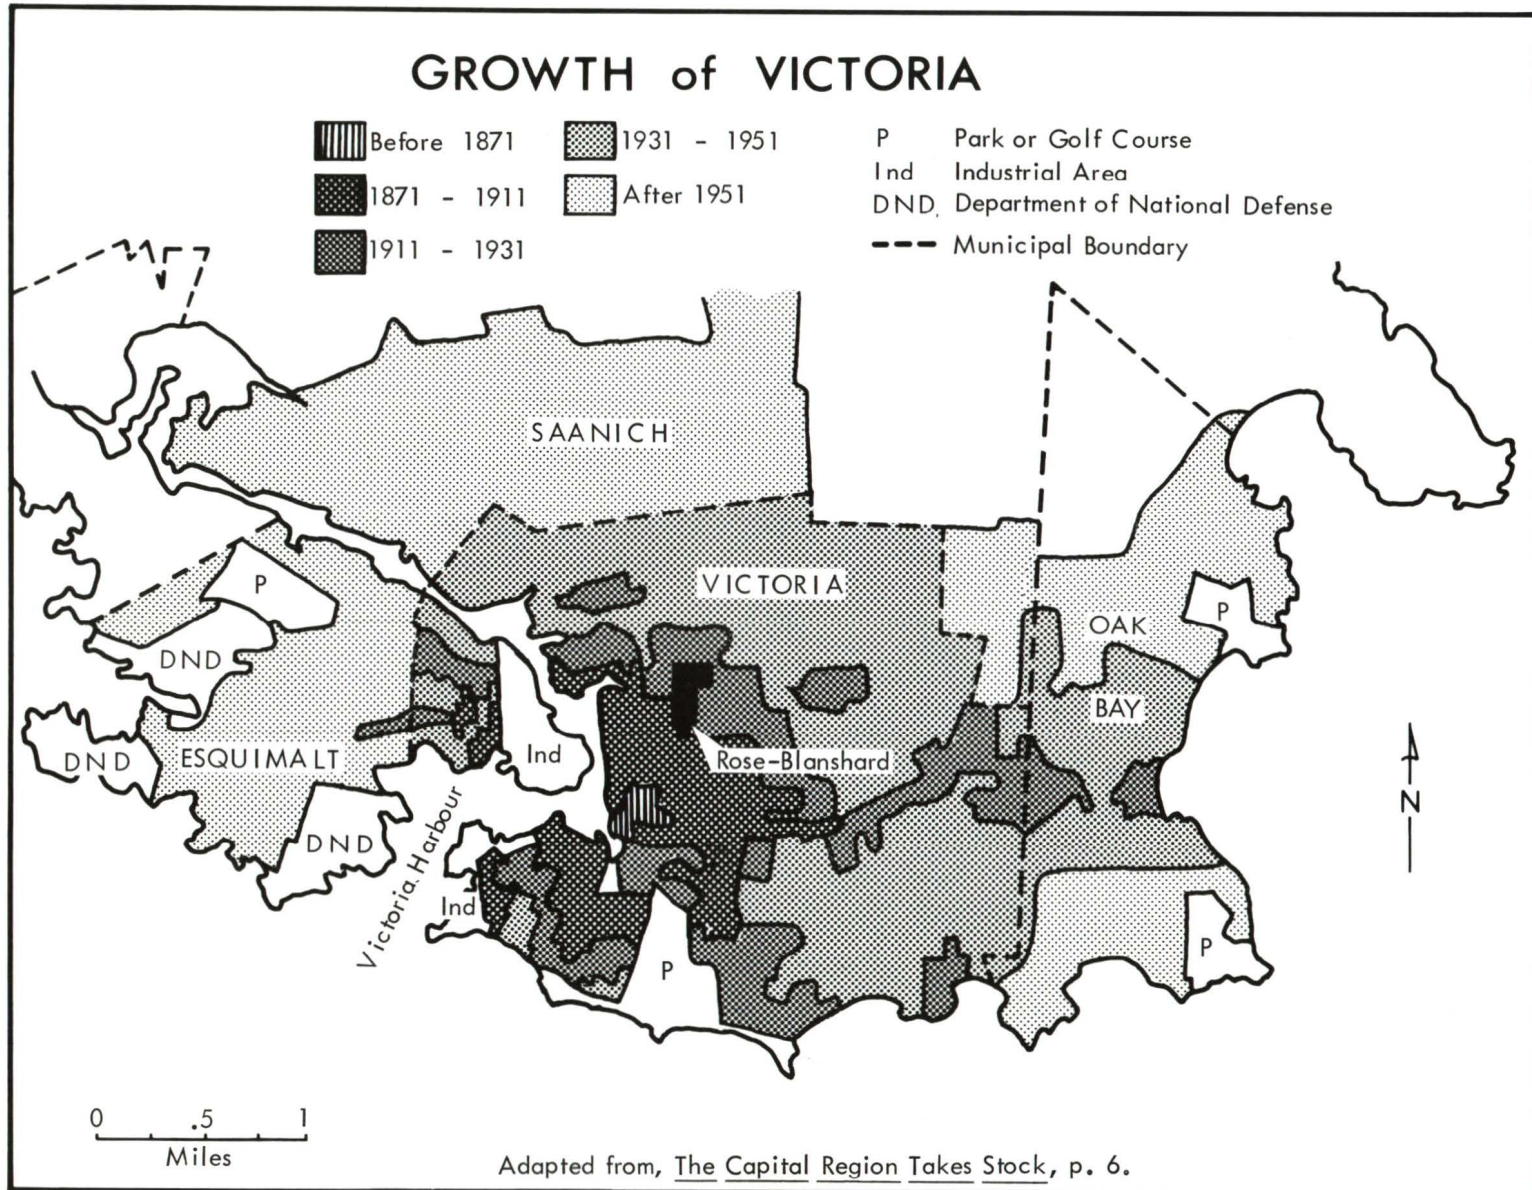 GROWTH of VICTORIA
Before 1871
1871 - 1911
1911 - 1931
1931 - 1951
After 1951
P Park or Golf Course
Ind Industrial Area
DND. Department of National Defense
Municipal Boundary
SAANICH
VICTORIA
P
DND
OAK
P
BAY
DND
ESQUIMALT
Ind
Rose-Blanshard
N
DND
Victoria Harbour
Ind
P
P
0 .5 1
Miles
Adapted from, The Capital Region Takes Stock, p. 6.